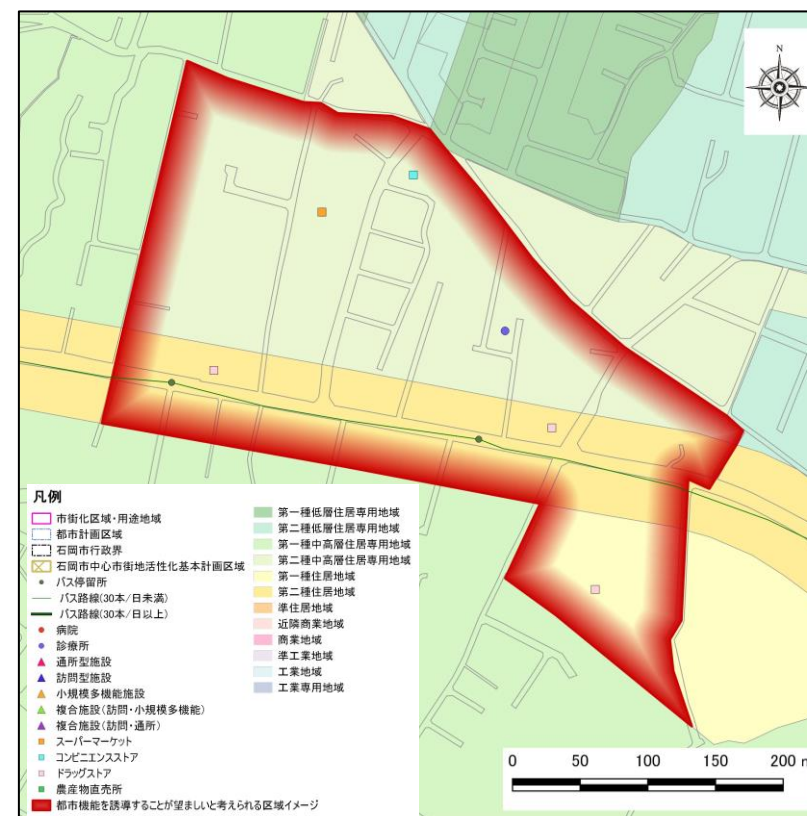 N
凡例
市街化区域・用途地域
都市計画区域
石岡市行政界
石岡市中心市街地活性化基本計画区域
バス停留所
バス路線(30本/日未満)
バス路線(30本/日以上)
病院
診療所
通所型施設
訪問型施設
小規模多機能施設
複合施設(訪問・小規模多機能)
複合施設(訪問・通所)
スーパーマーケット
コンビニエンスストア
ドラッグストア
農産物直売所
都市機能を誘導することが望ましいと考えられる区域イメージ
第一種低層住居専用地域
第二種低層住居専用地域
第一種中高層住居専用地域
第二種中高層住居専用地域
第一種住居地域
第二種住居地域
準住居地域
近隣商業地域
商業地域
準工業地域
工業地域
工業専用地域
0 50 100 150 200 m